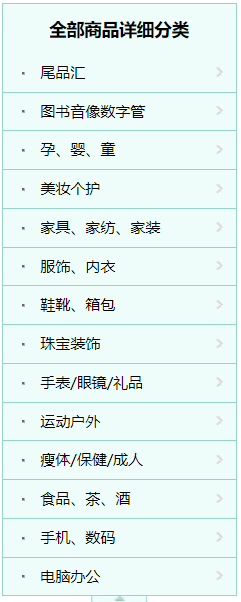 全部商品详细分类
尾品汇
图书音像数字管
孕、婴、童
美妆个护
家具、家纺、家装
服饰、内衣
鞋靴、箱包
珠宝装饰
手表/眼镜/礼品
运动户外
瘦体/保健/成人
食品、茶、酒
手机、数码
电脑办公